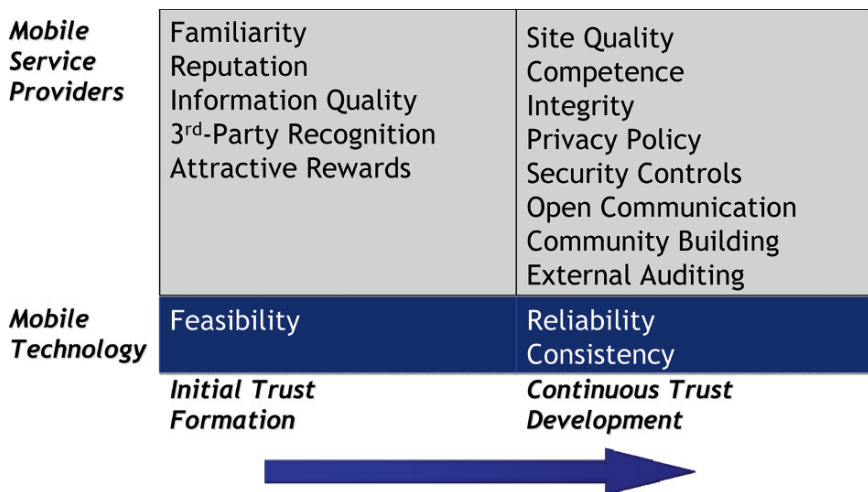 Mobile
Service
Providers
Familiarity
Reputation
Information Quality
3rd-Party Recognition
Attractive Rewards
Site Quality
Competence
Integrity
Privacy Policy
Security Controls
Open Communication
Community Building
External Auditing
Mobile
Technology
Feasibility
Reliability
Consistency
Initial Trust
Formation
Continuous Trust
Development